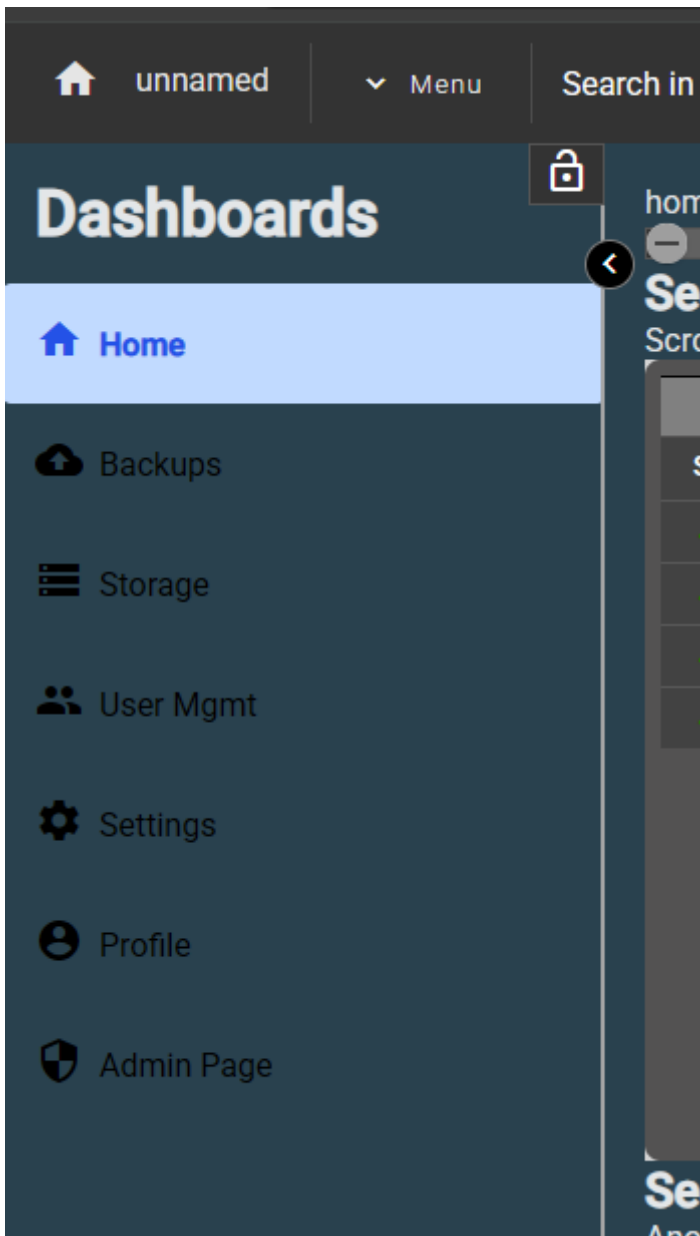 unnamed
Menu
Search in
Dashboards
Home
Backups
Storage
User Mgmt
Settings
Profile
Admin Page